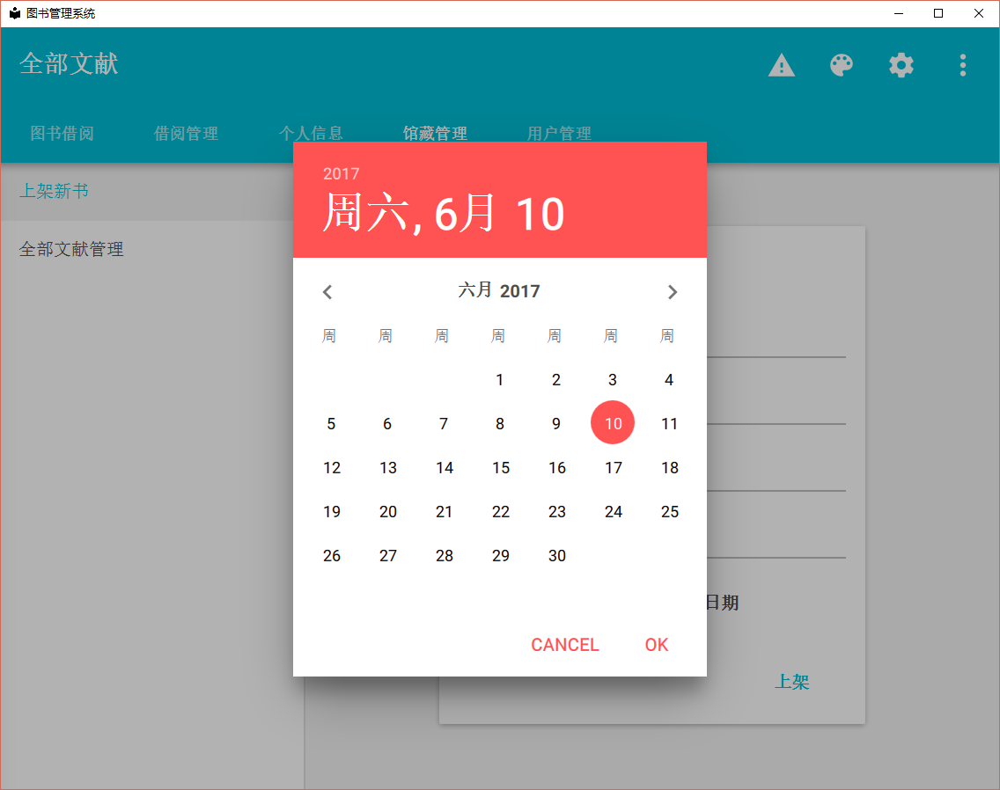 图书管理系统
全部文献
图书借阅 借阅管理 个人信息 馆藏管理 用户管理
上架新书
全部文献管理
2017
周六, 6月 10
六月 2017
周 周 周 周 周 周 周
1 2 3 4
5 6 7 8 9 10 11
12 13 14 15 16 17 18
19 20 21 22 23 24 25
26 27 28 29 30
日期
CANCEL OK
上架